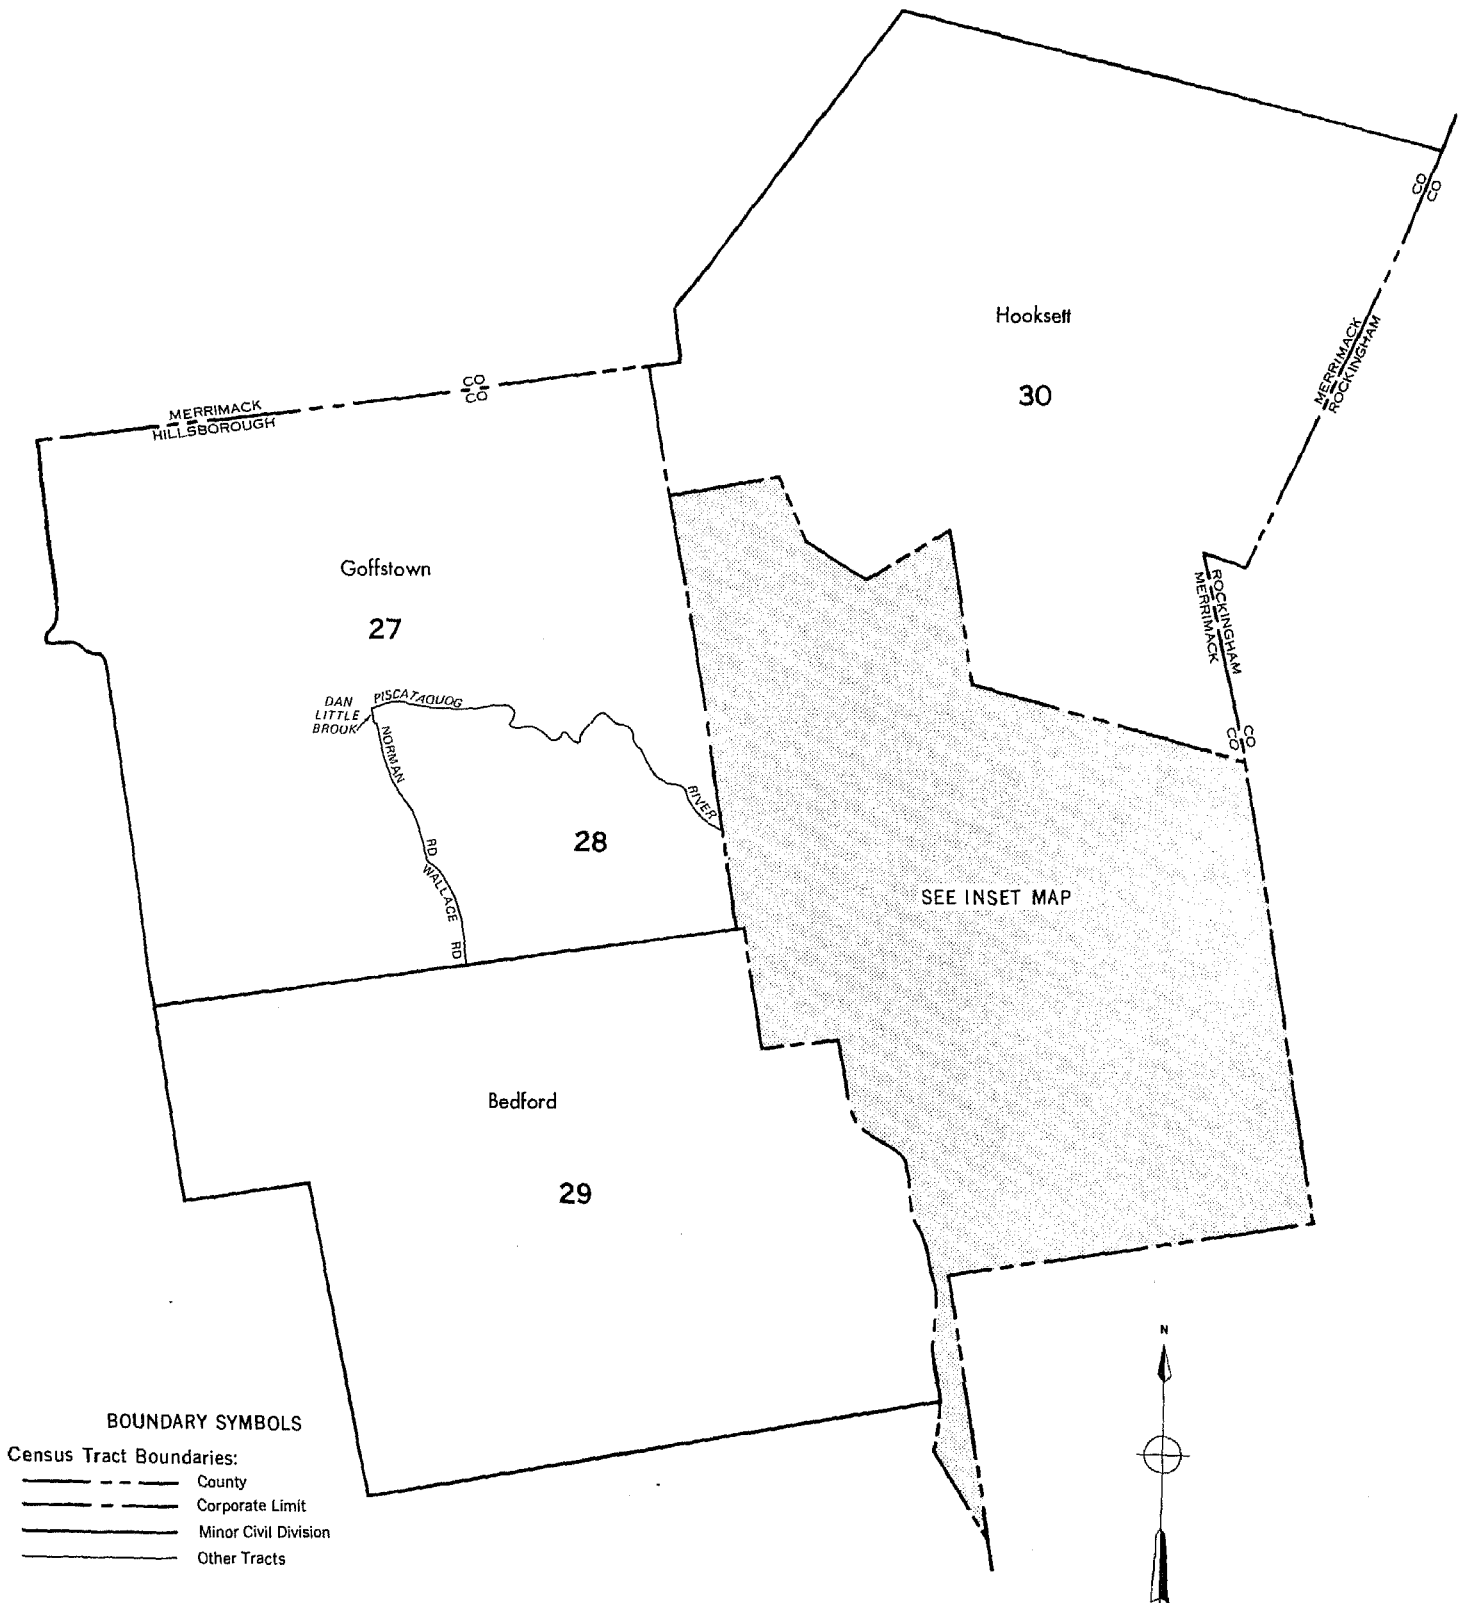 CO
CO
Hooksett
MERRIMACK
ROCKINGHAM
30
CO
CO
MERRIMACK
HILLSBOROUGH
Goffstown
27
ROCKINGHAM
MERRIMACK
DAN
LITTLE
BROOK
PISCATAQUOG
NORMAN
RD
CO
CO
RIVER
28
WALLACE
RD
SEE INSET MAP
Bedford
29
N
BOUNDARY SYMBOLS
Census Tract Boundaries:
County
Corporate Limit
Minor Civil Division
Other Tracts